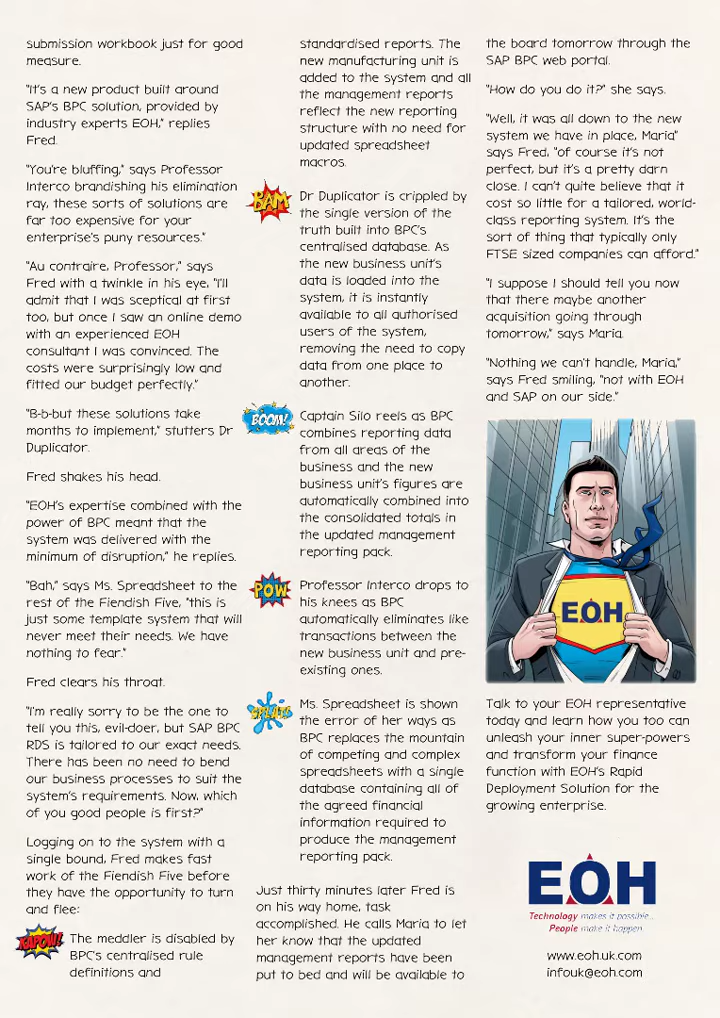 submission workbook just for good
measure.
"It's a new product built around
SAP's BPC solution, provided by
industry experts EOH," replies
Fred.
"You're bluffing," says Professor
Interco brandishing his elimination
ray, these sorts of solutions are
far too expensive for your
enterprise's puny resources."
"Au contraire, Professor," says
Fred with a twinkle in his eye, "I'll
admit that I was sceptical at first
too, but once I saw an online demo
with an experienced EOH
consultant I was convinced. The
costs were surprisingly low and
fitted our budget perfectly."
"B-b-but these solutions take
months to implement," stutters Dr
Duplicator.
Fred shakes his head.
"EOH's expertise combined with the
power of BPC meant that the
system was delivered with the
minimum of disruption," he replies.
"Bah," says Ms. Spreadsheet to the
rest of the Fiendish Five, "this is
just some template system that will
never meet their needs. We have
nothing to fear."
Fred clears his throat.
"I'm really sorry to be the one to
tell you this, evil-doer, but SAP BPC
RDS is tailored to our exact needs.
There has been no need to bend
our business processes to suit the
system's requirements. Now, which
of you good people is first?"
Logging on to the system with a
single bound, Fred makes fast
work of the Fiendish Five before
they have the opportunity to turn
and flee:
KAPOW!
The meddler is disabled by
BPC's centralised rule
definitions and
standardised reports. The
new manufacturing unit is
added to the system and all
the management reports
reflect the new reporting
structure with no need for
updated spreadsheet
macros.
BAM
Dr Duplicator is crippled by
the single version of the
truth built into BPC's
centralised database. As
the new business unit's
data is loaded into the
system, it is instantly
available to all authorised
users of the system,
removing the need to copy
data from one place to
another.
BOOM!
Captain Silo reels as BPC
combines reporting data
from all areas of the
business and the new
business unit's figures are
automatically combined into
the consolidated totals in
the updated management
reporting pack.
POW
Professor Interco drops to
his knees as BPC
automatically eliminates like
transactions between the
new business unit and pre-
existing ones.
SPLAT!
Ms. Spreadsheet is shown
the error of her ways as
BPC replaces the mountain
of competing and complex
spreadsheets with a single
database containing all of
the agreed financial
information required to
produce the management
reporting pack.
Just thirty minutes later Fred is
on his way home, task
accomplished. He calls Maria to let
her know that the updated
management reports have been
put to bed and will be available to
the board tomorrow through the
SAP BPC web portal.
"How do you do it?" she says.
"Well, it was all down to the new
system we have in place, Maria"
says Fred, "of course it's not
perfect, but it's a pretty darn
close. I can't quite believe that it
cost so little for a tailored, world-
class reporting system. It's the
sort of thing that typically only
FTSE sized companies can afford."
"I suppose I should tell you now
that there maybe another
acquisition going through
tomorrow," says Maria.
"Nothing we can't handle, Maria,"
says Fred smiling, "not with EOH
and SAP on our side."
EOH
Talk to your EOH representative
today and learn how you too can
unleash your inner super-powers
and transform your finance
function with EOH's Rapid
Deployment Solution for the
growing enterprise.
EOH
Technology makes it possible...
People make it happen
www.eoh.uk.com
infouk@eoh.com